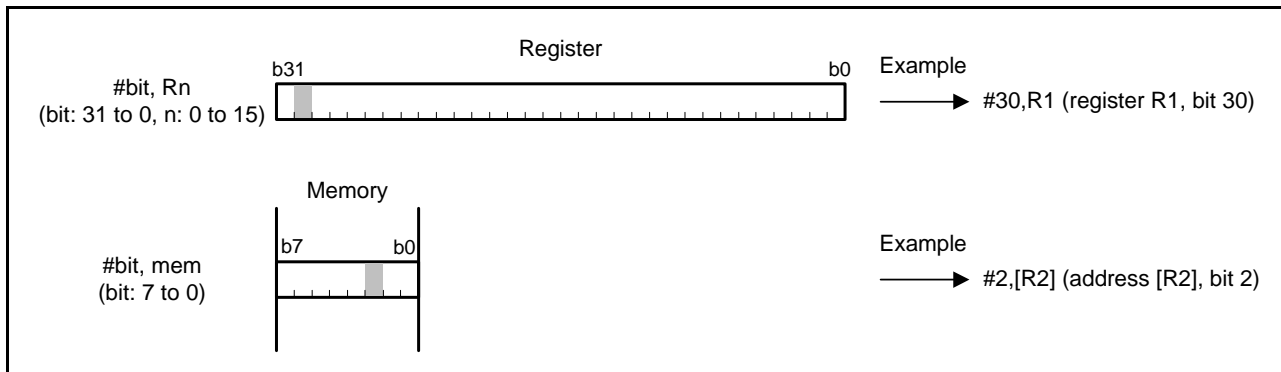 Register
b31 b0
#bit, Rn
(bit: 31 to 0, n: 0 to 15)
Example
#30,R1 (register R1, bit 30)
Memory
b7 b0
#bit, mem
(bit: 7 to 0)
Example
#2,[R2] (address [R2], bit 2)